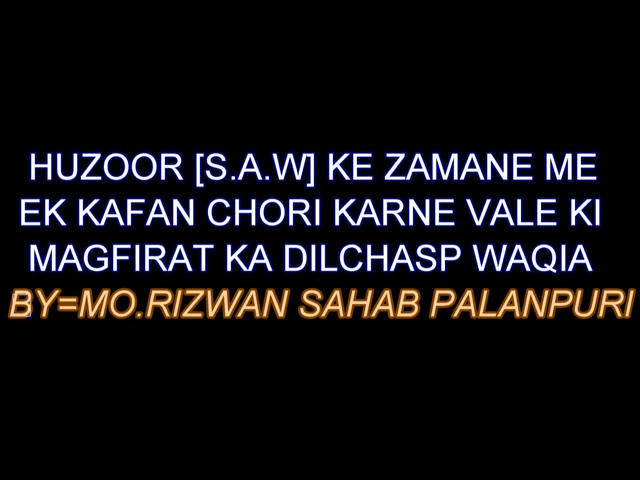 HUZOOR [S.A.W] KE ZAMANE ME
EK KAFAN CHORI KARNE VALE KI
MAGFIRAT KA DILCHASP WAQIA
BY=MO.RIZWAN SAHAB PALANPURI